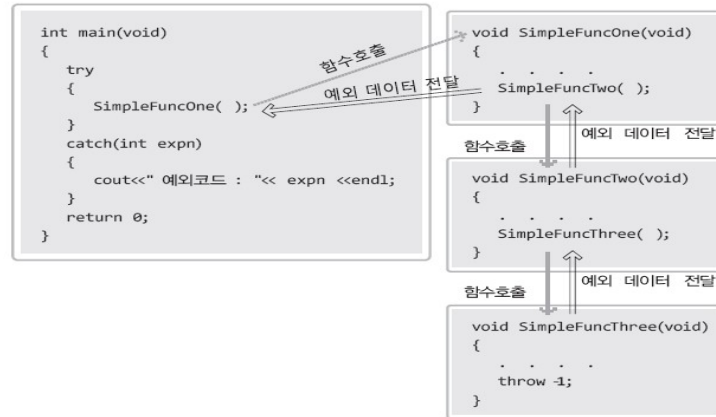 int main(void)
{
try
{
SimpleFuncOne( );
}
catch(int expn)
{
cout<<" 예외코드 : "<< expn <<endl;
}
return 0;
}
함수호출
예외 데이터 전달
void SimpleFuncOne(void)
{
. . . .
SimpleFuncTwo( );
}
함수호출
예외 데이터 전달
void SimpleFuncTwo(void)
{
. . . .
SimpleFuncThree( );
}
함수호출
예외 데이터 전달
void SimpleFuncThree(void)
{
. . . .
throw -1;
}